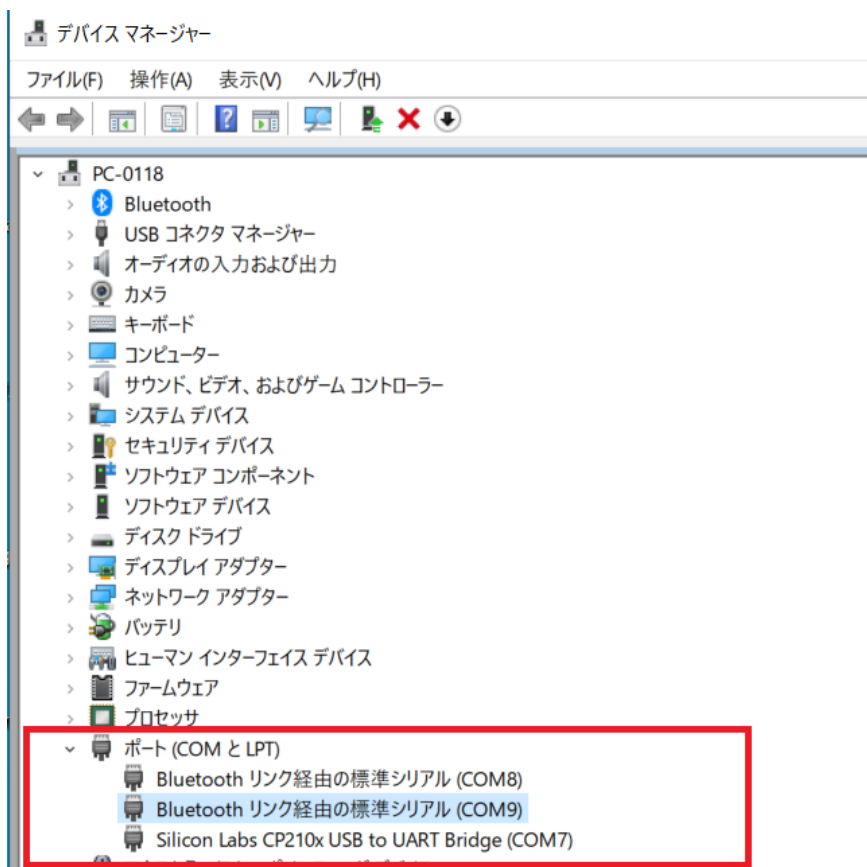 デバイス マネージャー
ファイル(F) 操作(A) 表示(V) ヘルプ(H)
PC-0118
Bluetooth
USB コネクタ マネージャー
オーディオの入力および出力
カメラ
キーボード
コンピューター
サウンド、ビデオ、およびゲーム コントローラー
システム デバイス
セキュリティ デバイス
ソフトウェア コンポーネント
ソフトウェア デバイス
ディスク ドライブ
ディスプレイ アダプター
ネットワーク アダプター
バッテリ
ヒューマン インターフェイス デバイス
ファームウェア
プロセッサ
ポート (COM と LPT)
Bluetooth リンク経由の標準シリアル (COM8)
Bluetooth リンク経由の標準シリアル (COM9)
Silicon Labs CP210x USB to UART Bridge (COM7)